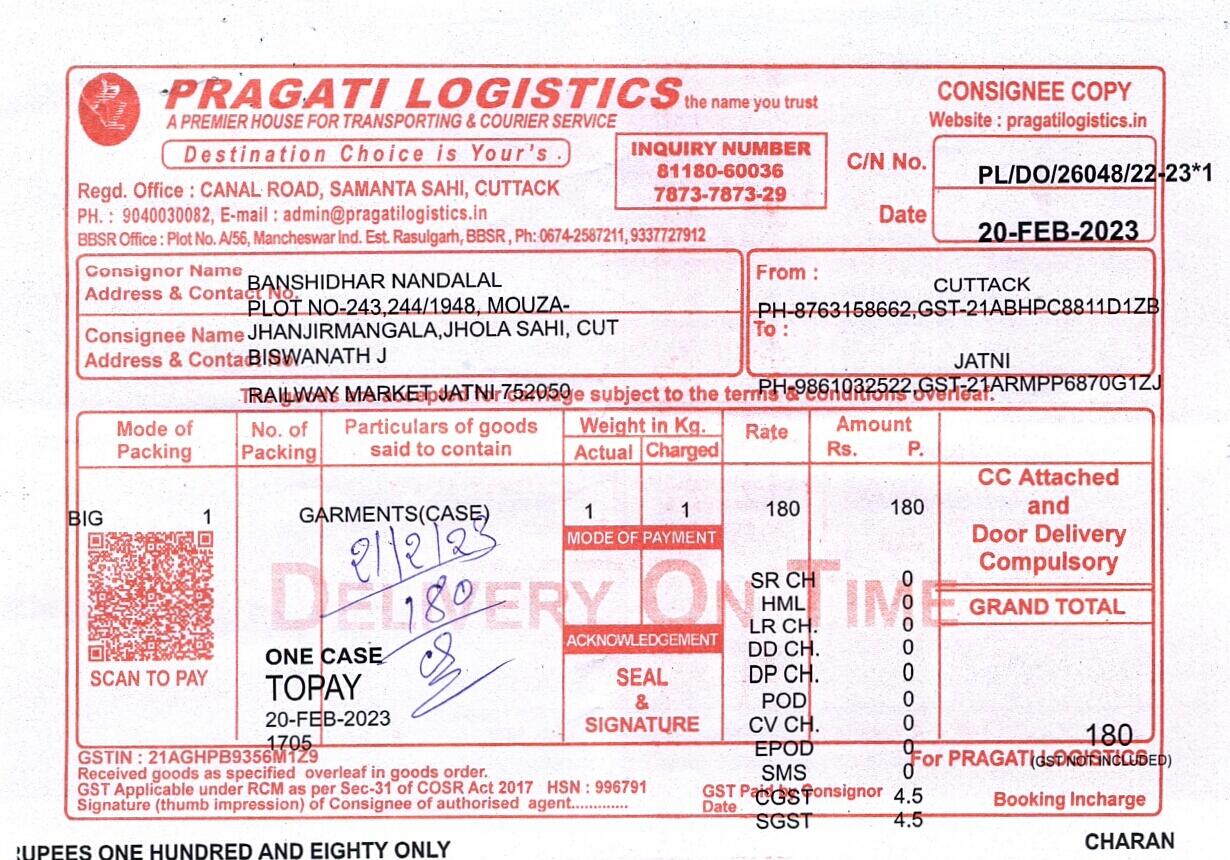 PRAGATI LOGISTICS the name you trust
A PREMIER HOUSE FOR TRANSPORTING & COURIER SERVICE
Destination Choice is Your's .
Regd. Office : CANAL ROAD, SAMANTA SAHI, CUTTACK
PH. : 9040030082, E-mail : admin@pragatilogistics.in
BBSR Office : Plot No. A/56, Mancheswar Ind. Est. Rasulgarh, BBSR , Ph: 0674-2587211, 9337727912
INQUIRY NUMBER
81180-60036
7873-7873-29
CONSIGNEE COPY
Website : pragatilogistics.in
C/N No. PL/DO/26048/22-23*1
Date 20-FEB-2023
Consignor Name BANSHIDHAR NANDALAL
Address & Contact No. PLOT NO-243,244/1948, MOUZA-
Consignee Name JHANJIRMANGALA,JHOLA SAHI, CUT
Address & Contact No. BISWANATH J
RAILWAY MARKET JATNI 752050
From : CUTTACK
PH-8763158662,GST-21ABHPC8811D1ZB
To : JATNI
PH-9861032522,GST-21ARMPP6870G1ZJ
The goods are accepted for carriage subject to the terms & conditions overleaf.
Mode of Packing
No. of Packing
Particulars of goods said to contain
Weight in Kg.
Actual Charged
Rate
Amount
Rs. P.
BIG 1 GARMENTS(CASE) 1 1 180 180
21/2/23
180
SCAN TO PAY
ONE CASE
TOPAY
20-FEB-2023
1705
MODE OF PAYMENT
ACKNOWLEDGEMENT
SEAL
&
SIGNATURE
DELIVERY ON TIME
SR CH 0
HML 0
LR CH. 0
DD CH. 0
DP CH. 0
POD 0
CV CH. 0
EPOD 0
SMS 0
CGST 4.5
SGST 4.5
CC Attached
and
Door Delivery
Compulsory
GRAND TOTAL
180
(GST NOT INCLUDED)
For PRAGATI LOGISTICS
Booking Incharge
CHARAN
GSTIN : 21AGHPB9356M1Z9
Received goods as specified overleaf in goods order.
GST Applicable under RCM as per Sec-31 of COSR Act 2017 HSN : 996791
Signature (thumb impression) of Consignee of authorised agent.............
GST Paid by Consignor
Date
RUPEES ONE HUNDRED AND EIGHTY ONLY